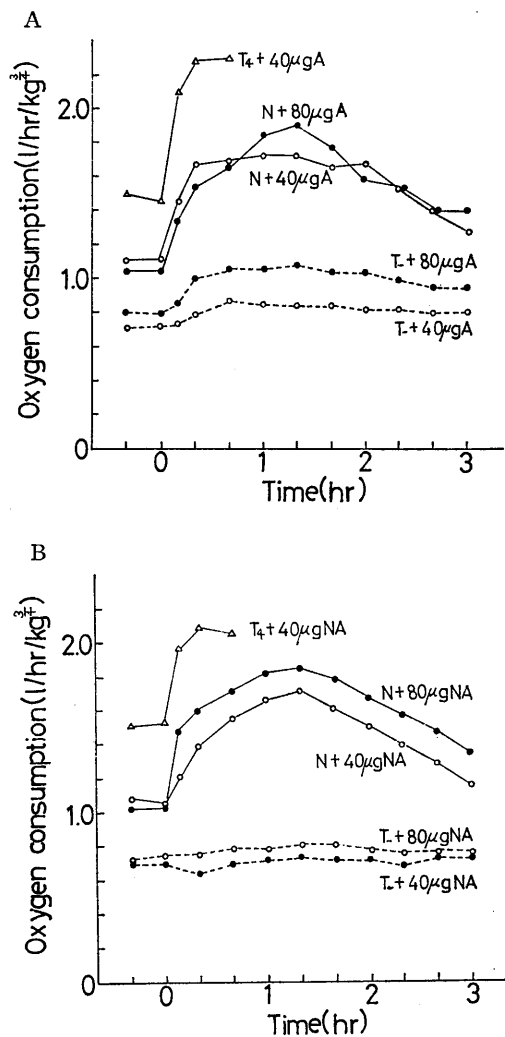 A
Oxygen consumption(l/hr/kg¾)
2.0
1.0
0
T₄+40μgA
N+80μgA
N+40μgA
T-+80μgA
T-+40μgA
0 1 2 3
Time(hr)
B
Oxygen consumption(l/hr/kg¾)
2.0
1.0
0
T₄+40μgNA
N+80μgNA
N+40μgNA
T-+80μgNA
T-+40μgNA
0 1 2 3
Time(hr)